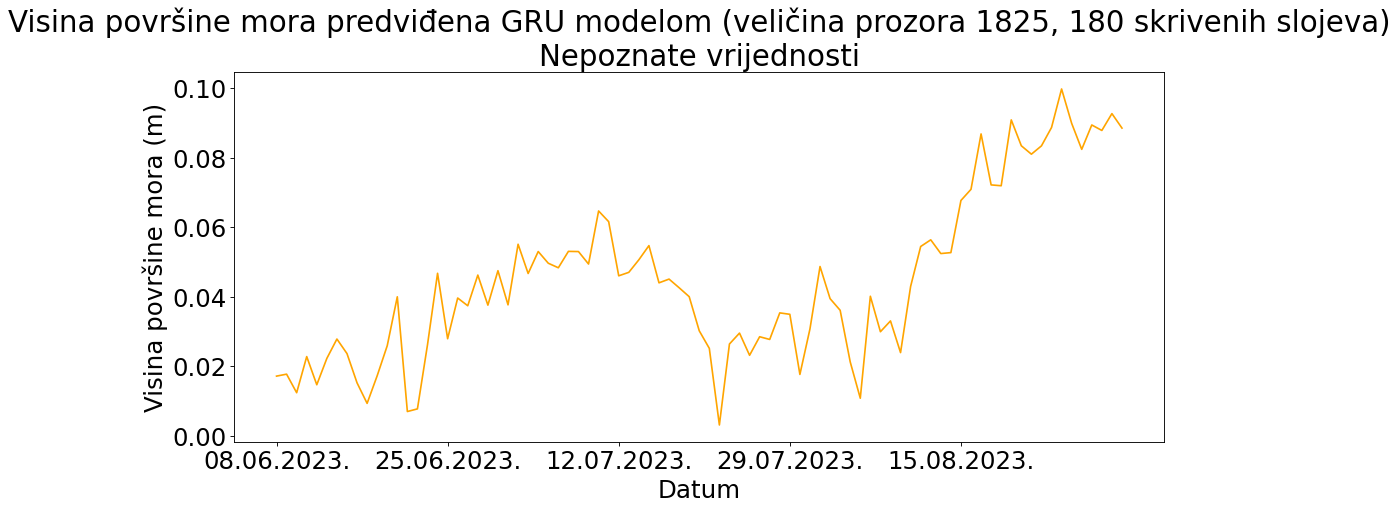 Visina površine mora predviđena GRU modelom (veličina prozora 1825, 180 skrivenih slojeva)
Nepoznate vrijednosti
Visina površine mora (m)
0.10
0.08
0.06
0.04
0.02
0.00
08.06.2023. 25.06.2023. 12.07.2023. 29.07.2023. 15.08.2023.
Datum